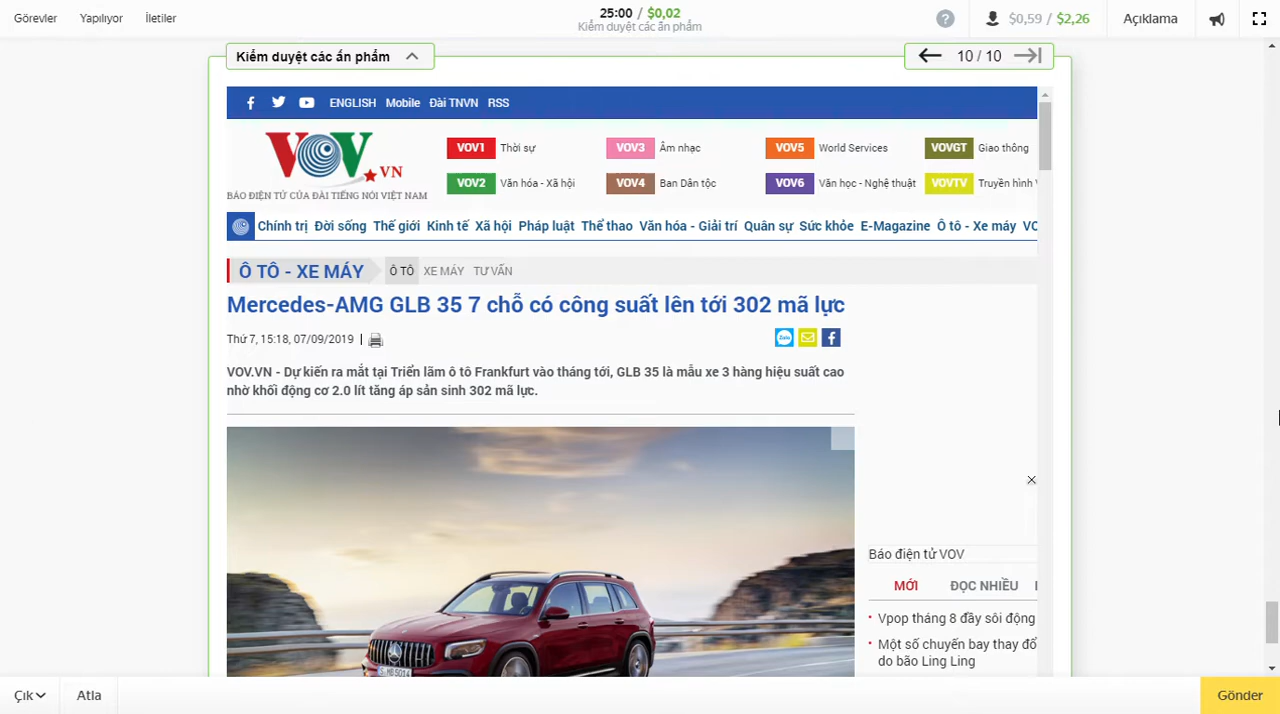 Görevler Yapılıyor İletiler
25:00 / $0,02
Kiểm duyệt các ấn phẩm
? $0,59 / $2,26 Açıklama
Kiểm duyệt các ấn phẩm
10 / 10
ENGLISH Mobile Đài TNVN RSS
VOV.VN
BÁO ĐIỆN TỬ CỦA ĐÀI TIẾNG NÓI VIỆT NAM
VOV1 Thời sự VOV3 Âm nhạc VOV5 World Services VOVGT Giao thông
VOV2 Văn hóa - Xã hội VOV4 Ban Dân tộc VOV6 Văn học - Nghệ thuật VOVTV Truyền hình V
Chính trị Đời sống Thế giới Kinh tế Xã hội Pháp luật Thể thao Văn hóa - Giải trí Quân sự Sức khỏe E-Magazine Ô tô - Xe máy VO
Ô TÔ - XE MÁY Ô TÔ XE MÁY TƯ VẤN
Mercedes-AMG GLB 35 7 chỗ có công suất lên tới 302 mã lực
Thứ 7, 15:18, 07/09/2019
Zalo
VOV.VN - Dự kiến ra mắt tại Triển lãm ô tô Frankfurt vào tháng tới, GLB 35 là mẫu xe 3 hàng hiệu suất cao
nhờ khối động cơ 2.0 lít tăng áp sản sinh 302 mã lực.
Báo điện tử VOV
MỚI ĐỌC NHIỀU
Vpop tháng 8 đầy sôi động
Một số chuyến bay thay đổ
do bão Ling Ling
Çık Atla Gönder